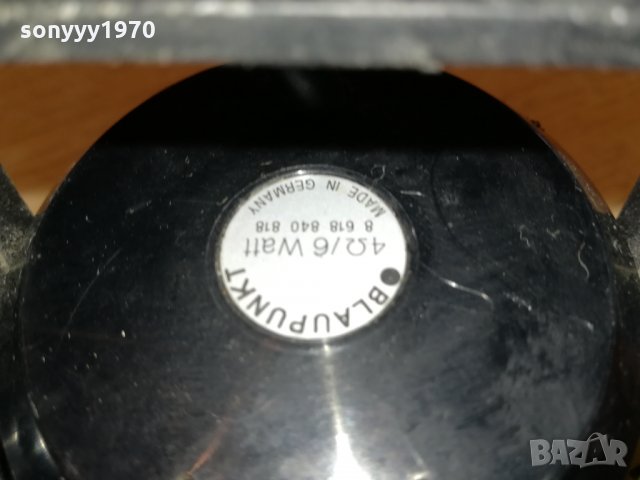 sonyyy1970
BLAUPUNKT
4Ω/6 Watt
8 618 840 818
MADE IN GERMANY
BAZAR